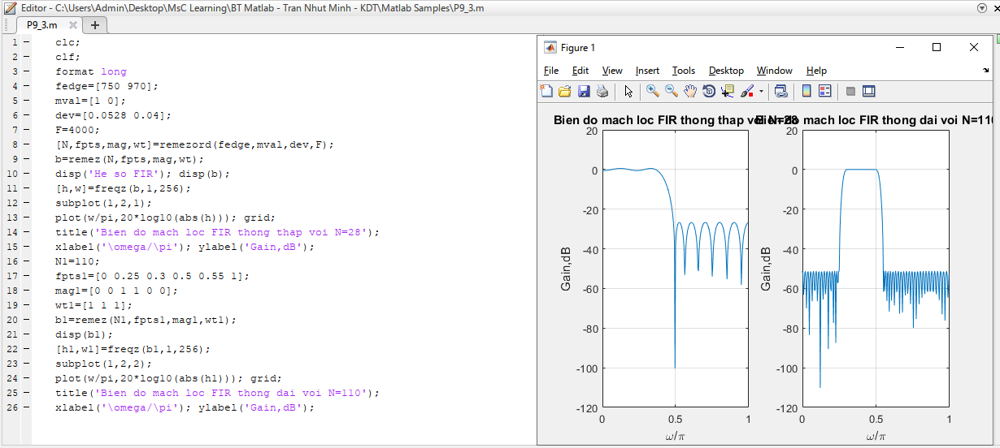 Editor - C:\Users\Admin\Desktop\MsC Learning\BT Matlab - Tran Nhut Minh - KDT\Matlab Samples\P9_3.m
P9_3.m
1 - clc;
2 - clf;
3 - format long
4 - fedge=[750 970];
5 - mval=[1 0];
6 - dev=[0.0528 0.04];
7 - F=4000;
8 - [N,fpts,mag,wt]=remezord(fedge,mval,dev,F);
9 - b=remez(N,fpts,mag,wt);
10 - disp('He so FIR'); disp(b);
11 - [h,w]=freqz(b,1,256);
12 - subplot(1,2,1);
13 - plot(w/pi,20*log10(abs(h))); grid;
14 - title('Bien do mach loc FIR thong thap voi N=28');
15 - xlabel('\omega/\pi'); ylabel('Gain,dB');
16 - N1=110;
17 - fpts1=[0 0.25 0.3 0.5 0.55 1];
18 - mag1=[0 0 1 1 0 0];
19 - wt1=[1 1 1];
20 - b1=remez(N1,fpts1,mag1,wt1);
21 - disp(b1);
22 - [h1,w1]=freqz(b1,1,256);
23 - subplot(1,2,2);
24 - plot(w/pi,20*log10(abs(h1))); grid;
25 - title('Bien do mach loc FIR thong dai voi N=110');
26 - xlabel('\omega/\pi'); ylabel('Gain,dB');
Figure 1
File Edit View Insert Tools Desktop Window Help
Bien do mach loc FIR thong thap voi N=28
20
0
-20
-40
-60
-80
-100
-120
0 0.5 1
Gain,dB
ω/π
Bien do mach loc FIR thong dai voi N=110
20
0
-20
-40
-60
-80
-100
-120
0 0.5 1
Gain,dB
ω/π